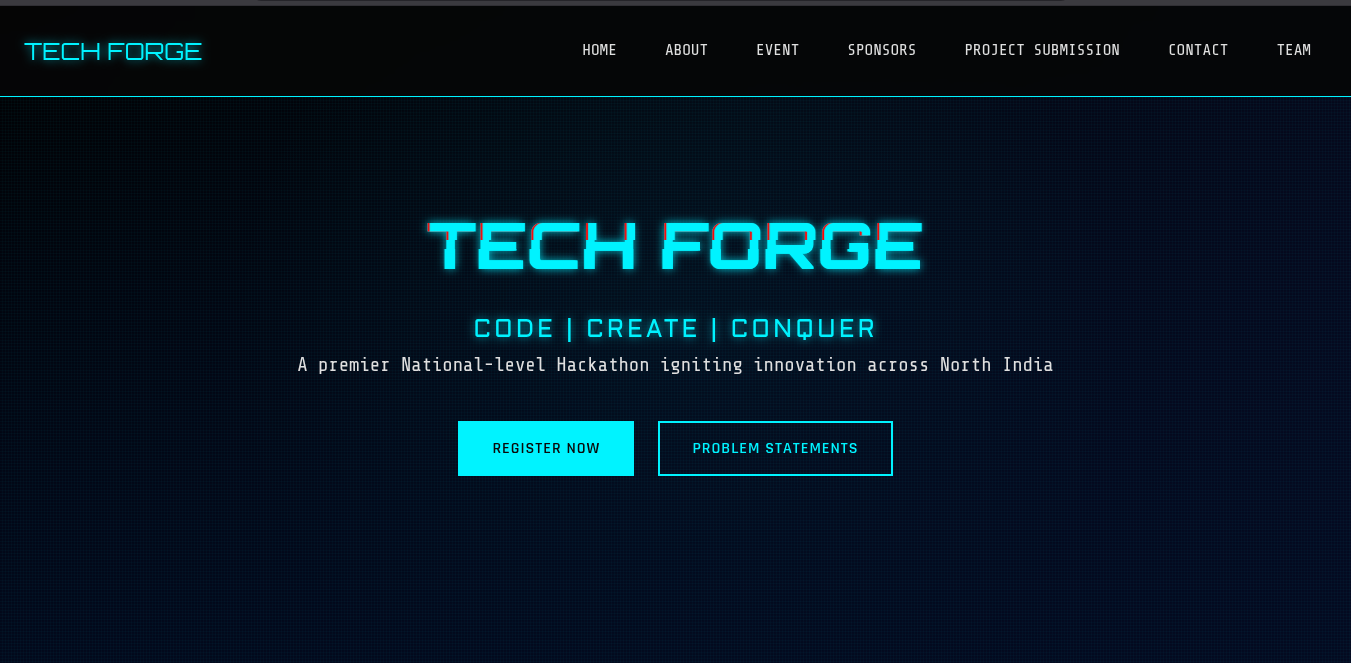 TECH FORGE
HOME ABOUT EVENT SPONSORS PROJECT SUBMISSION CONTACT TEAM
TECH FORGE
CODE | CREATE | CONQUER
A premier National-level Hackathon igniting innovation across North India
REGISTER NOW PROBLEM STATEMENTS